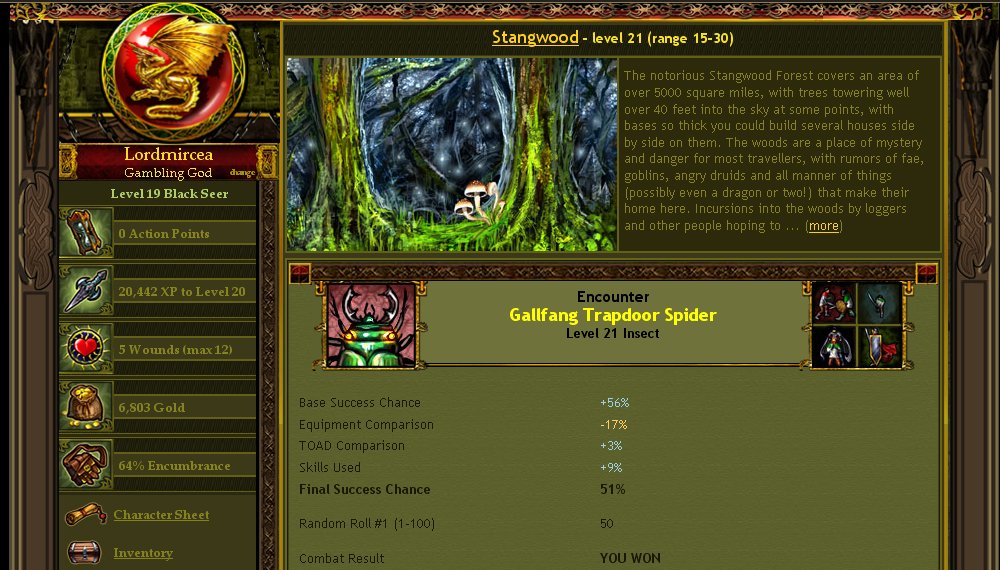 Stangwood - level 21 (range 15-30)
The notorious Stangwood Forest covers an area of
over 5000 square miles, with trees towering well
over 40 feet into the sky at some points, with
bases so thick you could build several houses side
by side on them. The woods are a place of mystery
and danger for most travellers, with rumors of fae,
goblins, angry druids and all manner of things
(possibly even a dragon or two!) that make their
home here. Incursions into the woods by loggers
and other people hoping to ... (more)
Lordmircea
Gambling God
change
Level 19 Black Seer
0 Action Points
20,442 XP to Level 20
5 Wounds (max 12)
6,803 Gold
64% Encumbrance
Character Sheet
Inventory
Encounter
Gallfang Trapdoor Spider
Level 21 Insect
Base Success Chance +56%
Equipment Comparison -17%
TOAD Comparison +3%
Skills Used +9%
Final Success Chance 51%
Random Roll #1 (1-100) 50
Combat Result YOU WON